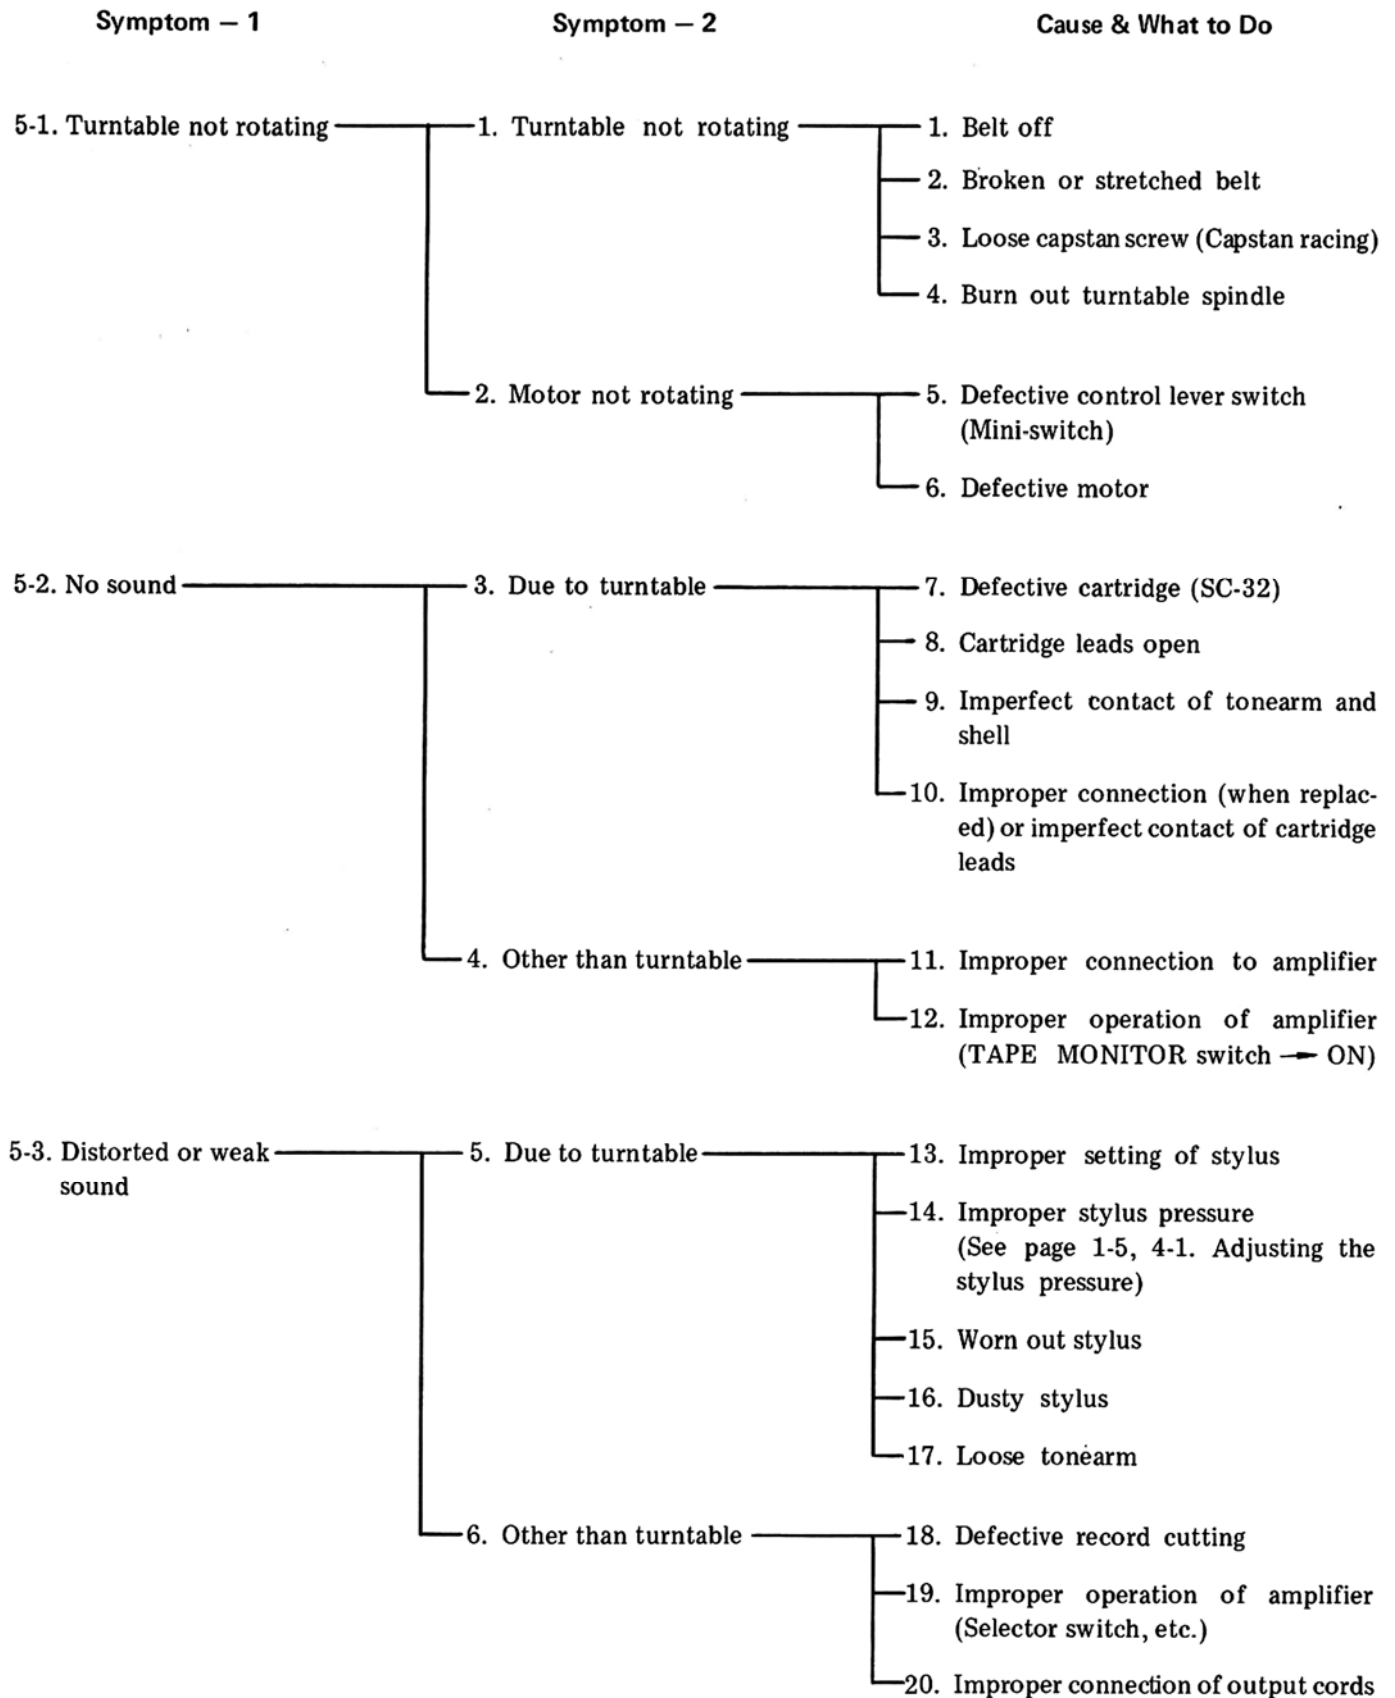 Symptom — 1 Symptom — 2 Cause & What to Do
5-1. Turntable not rotating 1. Turntable not rotating 1. Belt off
2. Broken or stretched belt
3. Loose capstan screw (Capstan racing)
4. Burn out turntable spindle
2. Motor not rotating 5. Defective control lever switch
(Mini-switch)
6. Defective motor
5-2. No sound 3. Due to turntable 7. Defective cartridge (SC-32)
8. Cartridge leads open
9. Imperfect contact of tonearm and
shell
10. Improper connection (when replac-
ed) or imperfect contact of cartridge
leads
4. Other than turntable 11. Improper connection to amplifier
12. Improper operation of amplifier
(TAPE MONITOR switch → ON)
5-3. Distorted or weak 5. Due to turntable 13. Improper setting of stylus
sound
14. Improper stylus pressure
(See page 1-5, 4-1. Adjusting the
stylus pressure)
15. Worn out stylus
16. Dusty stylus
17. Loose tonearm
6. Other than turntable 18. Defective record cutting
19. Improper operation of amplifier
(Selector switch, etc.)
20. Improper connection of output cords